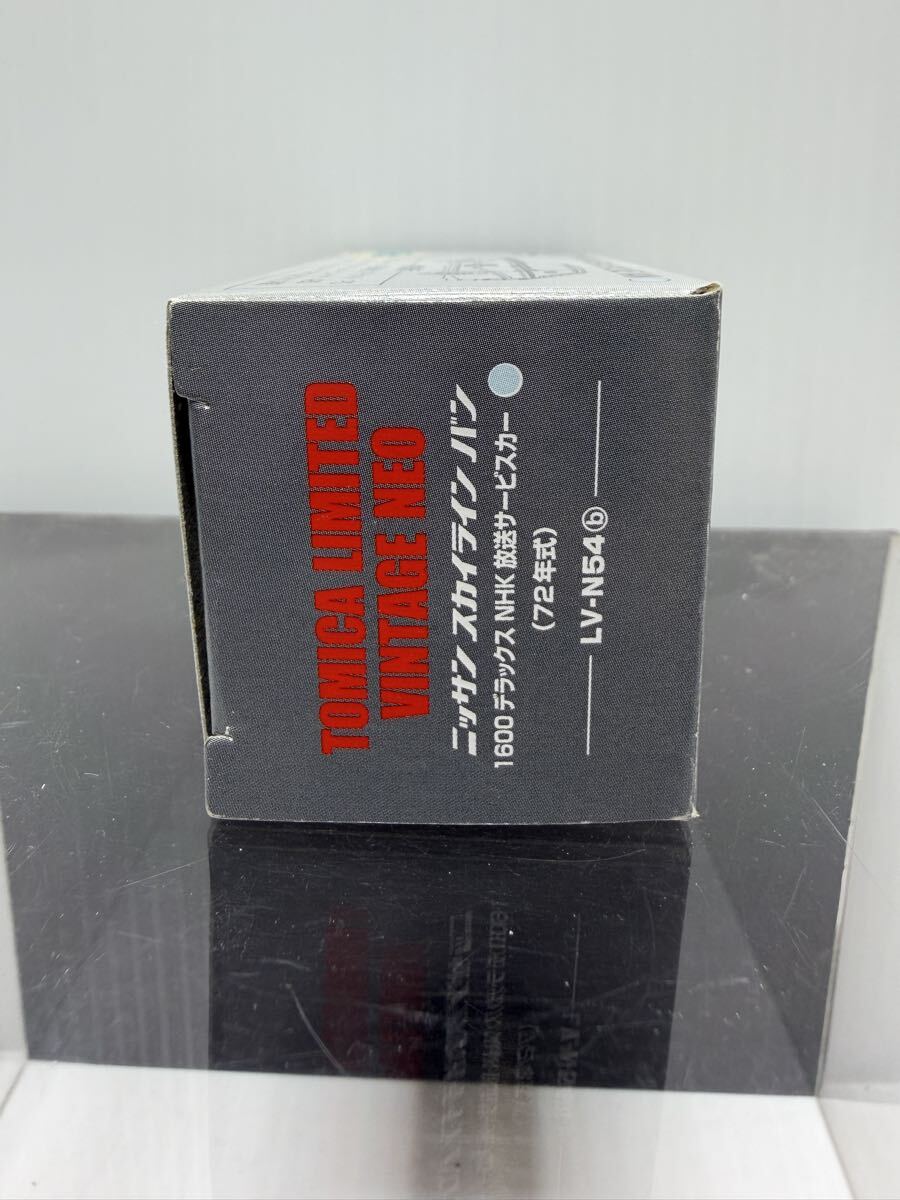 TOMICA LIMITED
VINTAGE NEO
ニッサン スカイライン バン
1600 デラックス NHK 放送サービスカー
(72年式)
LV-N54ⓑ